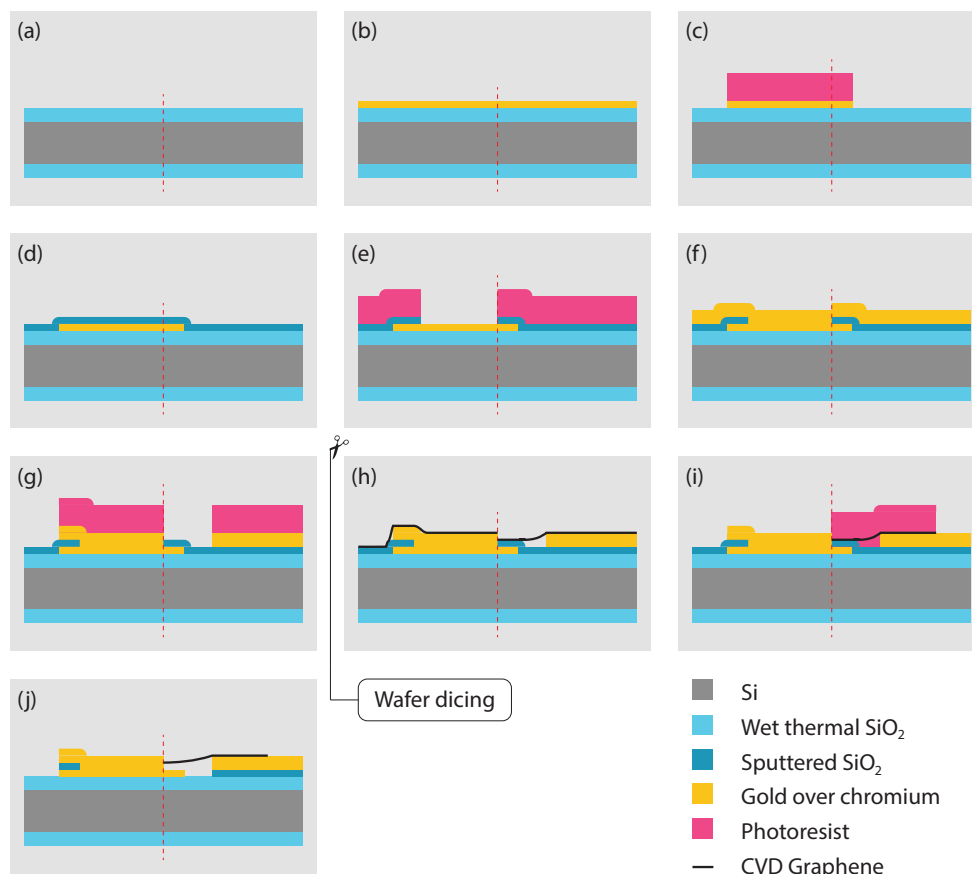 (a)
(b)
(c)
(d)
(e)
(f)
(g)
(h)
(i)
(j)
Wafer dicing
Si
Wet thermal SiO₂
Sputtered SiO₂
Gold over chromium
Photoresist
CVD Graphene